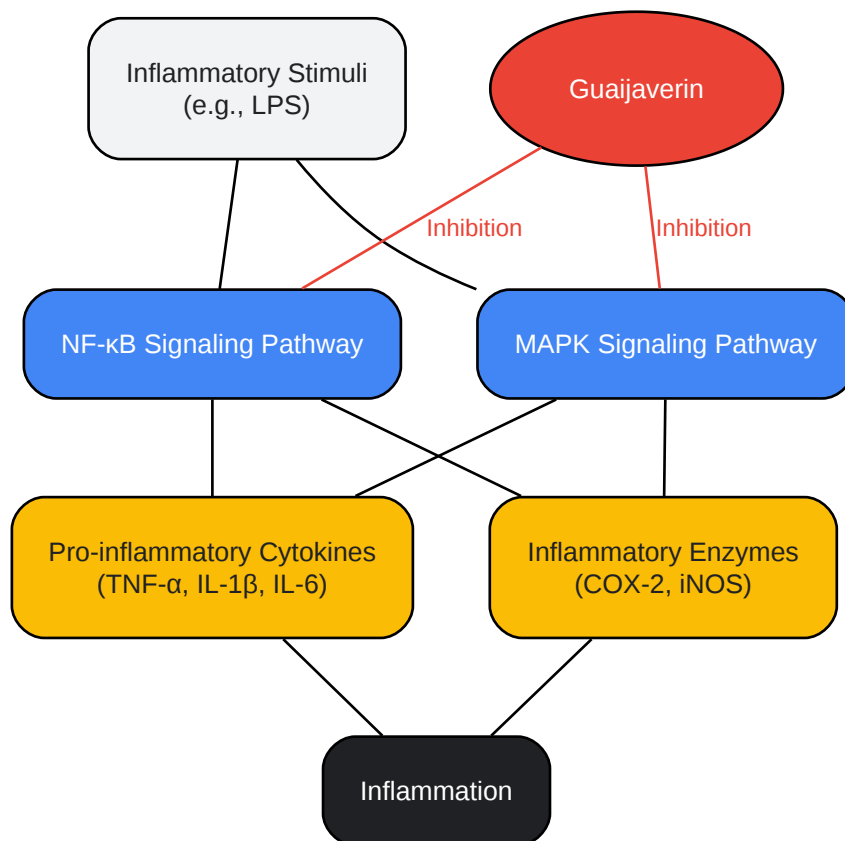 Inflammatory Stimuli
(e.g., LPS)
Guaijaverin
Inhibition
Inhibition
NF-κB Signaling Pathway
MAPK Signaling Pathway
Pro-inflammatory Cytokines
(TNF-α, IL-1β, IL-6)
Inflammatory Enzymes
(COX-2, iNOS)
Inflammation